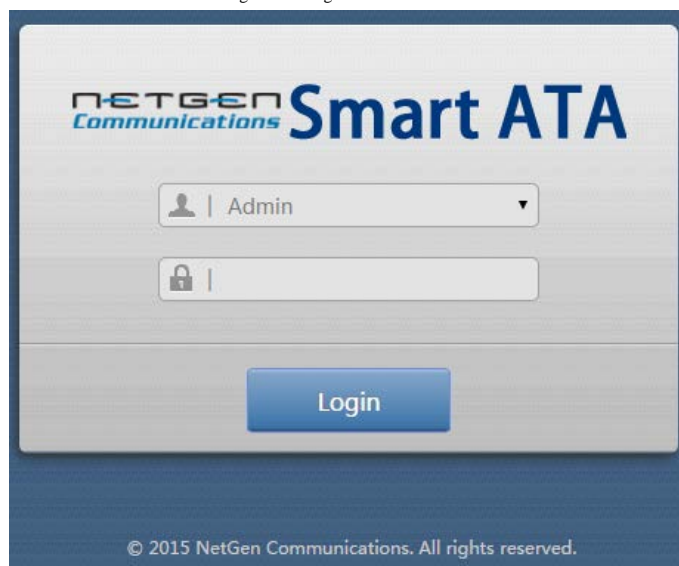 NETGEN Smart ATA
Communications
Admin
Login
© 2015 NetGen Communications. All rights reserved.